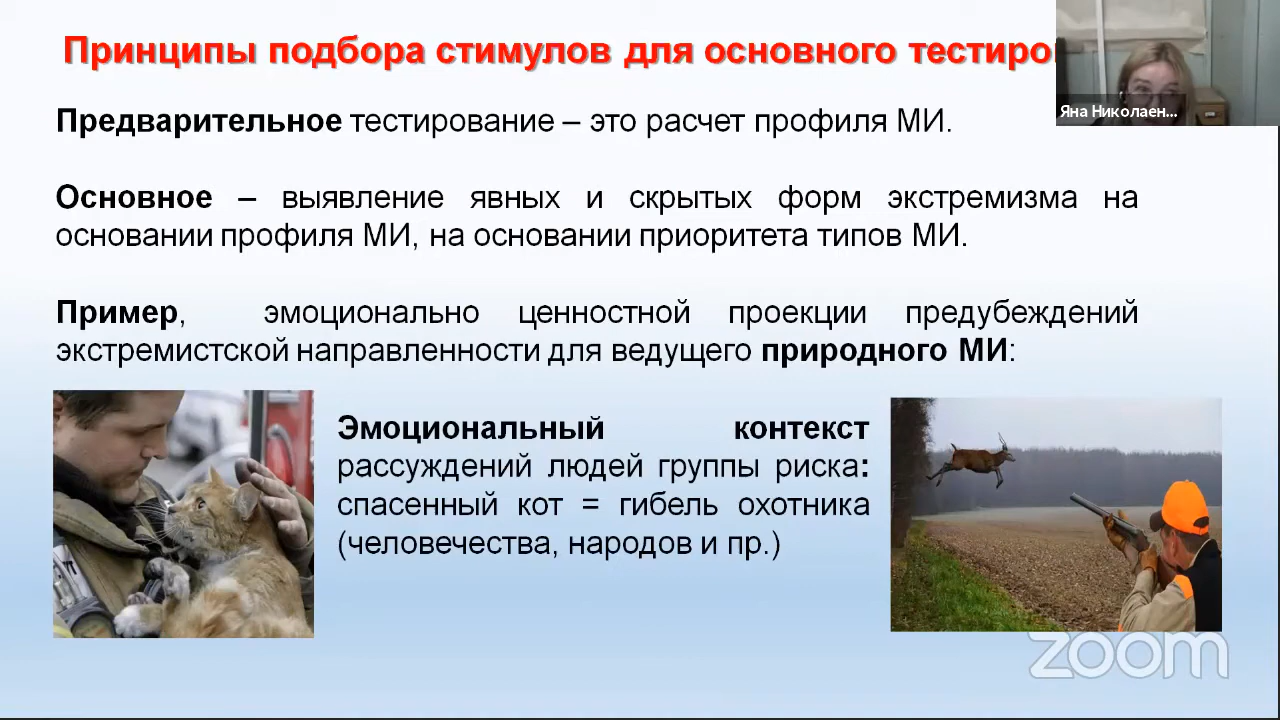 Принципы подбора стимулов для основного тестиро
Яна Николаен...
Предварительное тестирование – это расчет профиля МИ.
Основное – выявление явных и скрытых форм экстремизма на
основании профиля МИ, на основании приоритета типов МИ.
Пример, эмоционально ценностной проекции предубеждений
экстремистской направленности для ведущего природного МИ:
Эмоциональный контекст
рассуждений людей группы риска:
спасенный кот = гибель охотника
(человечества, народов и пр.)
zoom